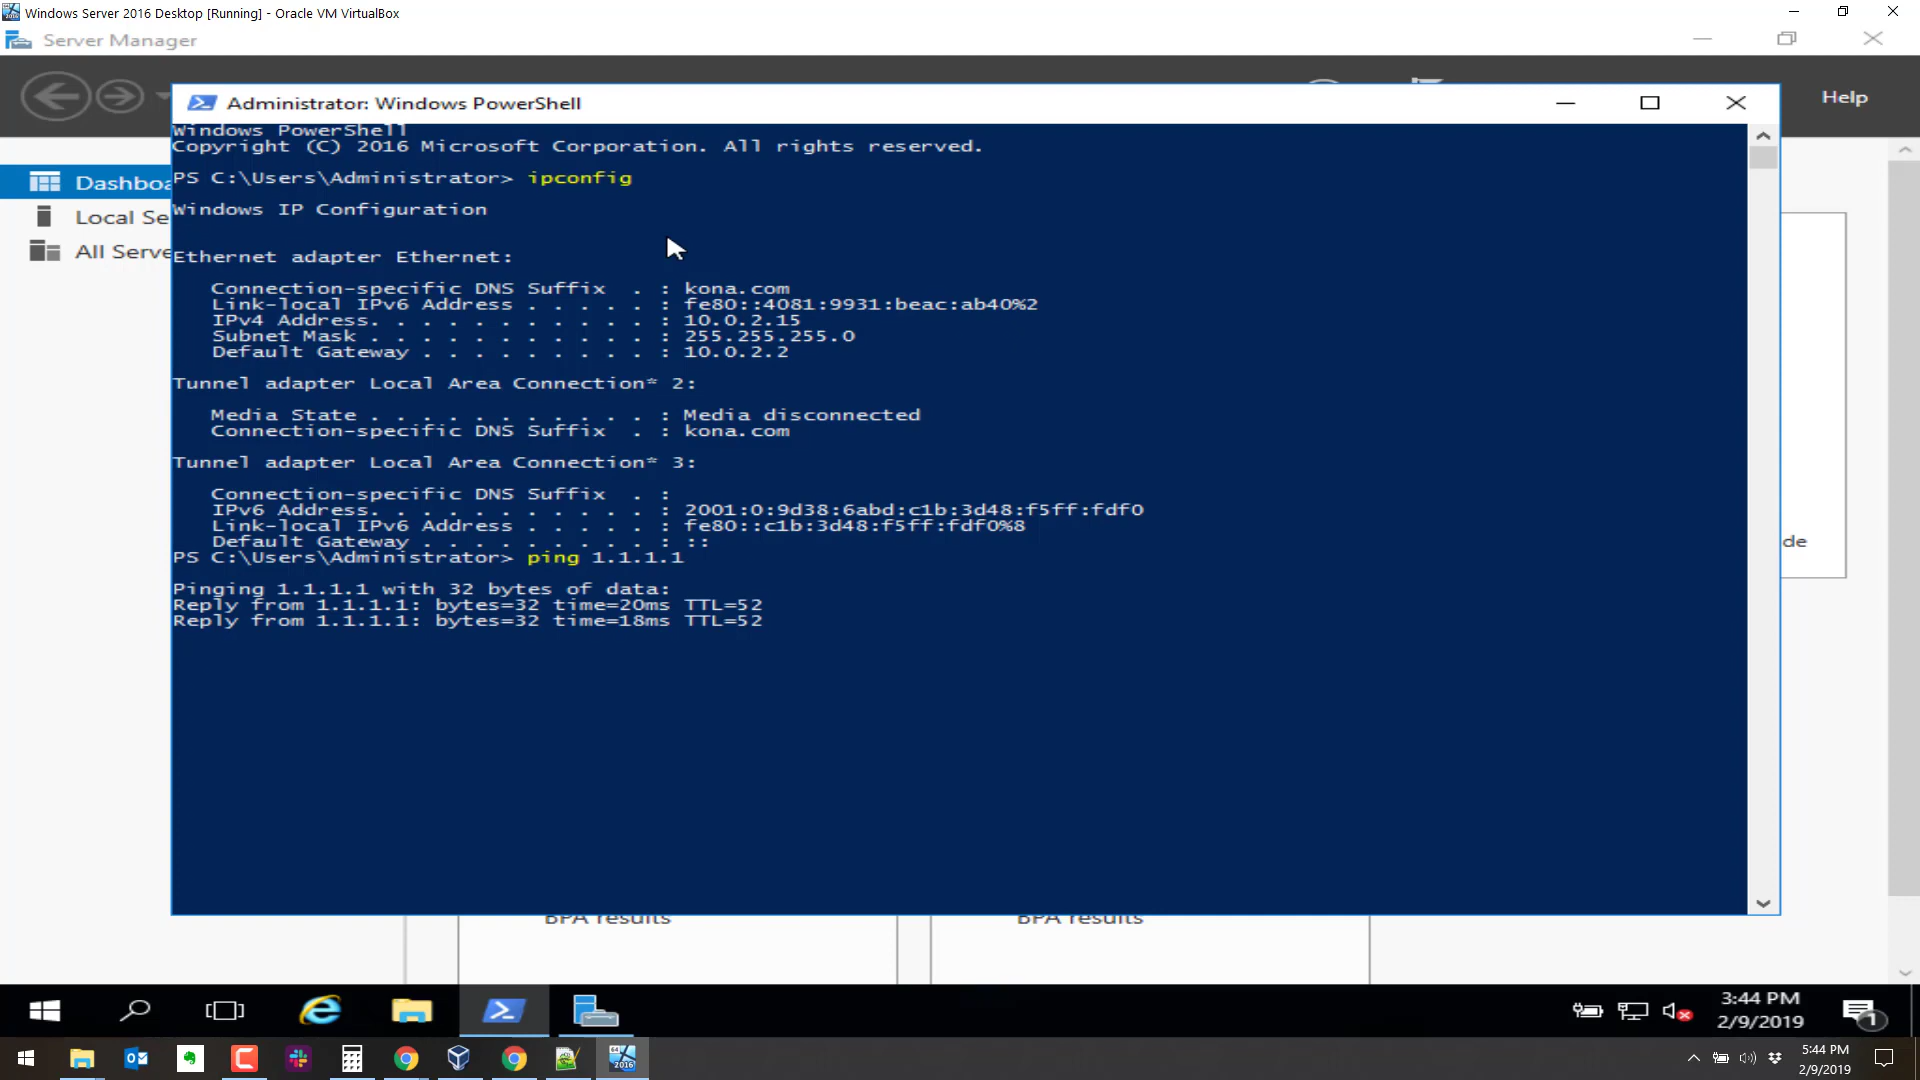 Windows Server 2016 Desktop [Running] - Oracle VM VirtualBox
Server Manager
Help
Administrator: Windows PowerShell
Windows PowerShell
Copyright (C) 2016 Microsoft Corporation. All rights reserved.
Dashboa
PS C:\Users\Administrator> ipconfig
Local Se
Windows IP Configuration
All Serve
Ethernet adapter Ethernet:
Connection-specific DNS Suffix . : kona.com
Link-local IPv6 Address . . . . . : fe80::4081:9931:beac:ab40%2
IPv4 Address. . . . . . . . . . . : 10.0.2.15
Subnet Mask . . . . . . . . . . . : 255.255.255.0
Default Gateway . . . . . . . . . : 10.0.2.2
Tunnel adapter Local Area Connection* 2:
Media State . . . . . . . . . . . : Media disconnected
Connection-specific DNS Suffix . : kona.com
Tunnel adapter Local Area Connection* 3:
Connection-specific DNS Suffix . :
IPv6 Address. . . . . . . . . . . : 2001:0:9d38:6abd:c1b:3d48:f5ff:fdf0
Link-local IPv6 Address . . . . . : fe80::c1b:3d48:f5ff:fdf0%8
Default Gateway . . . . . . . . . : ::
de
PS C:\Users\Administrator> ping 1.1.1.1
Pinging 1.1.1.1 with 32 bytes of data:
Reply from 1.1.1.1: bytes=32 time=20ms TTL=52
Reply from 1.1.1.1: bytes=32 time=18ms TTL=52
BPA results
BPA results
3:44 PM
2/9/2019
1
2016
5:44 PM
2/9/2019